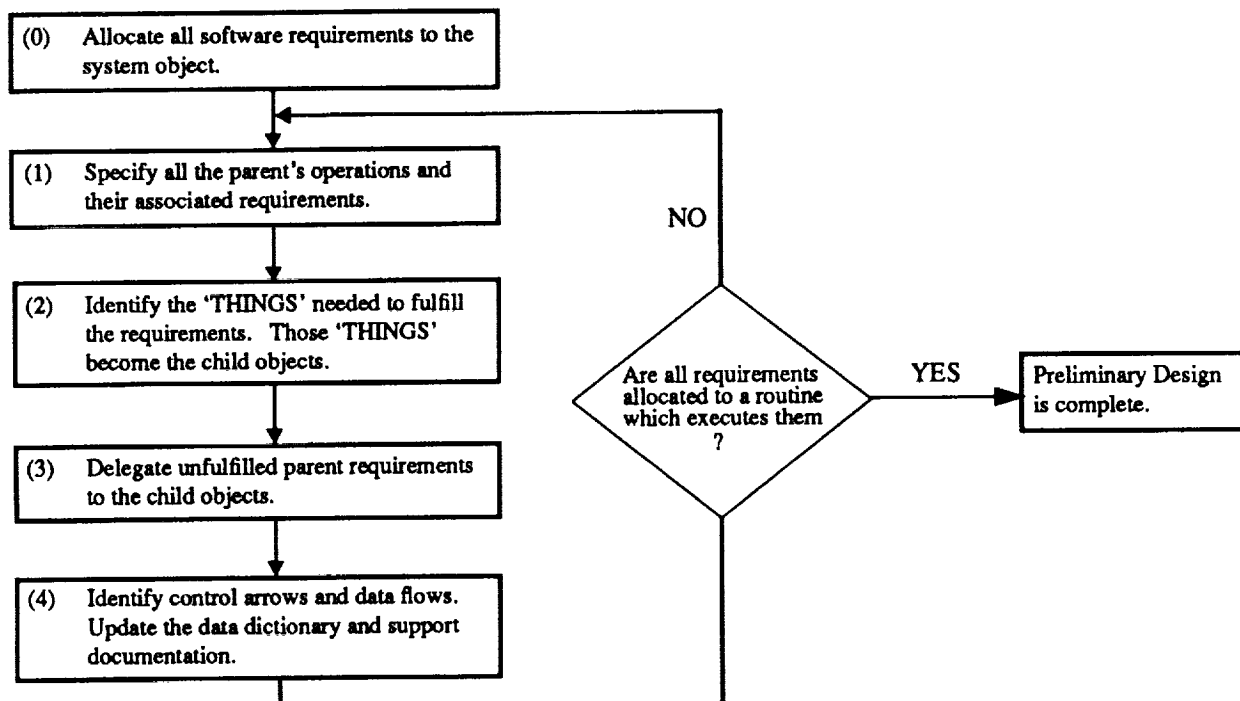 (0) Allocate all software requirements to the
system object.
(1) Specify all the parent's operations and
their associated requirements.
(2) Identify the ‘THINGS’ needed to fulfill
the requirements. Those ‘THINGS’
become the child objects.
(3) Delegate unfulfilled parent requirements
to the child objects.
(4) Identify control arrows and data flows.
Update the data dictionary and support
documentation.
NO
Are all requirements
allocated to a routine
which executes them
?
YES
Preliminary Design
is complete.